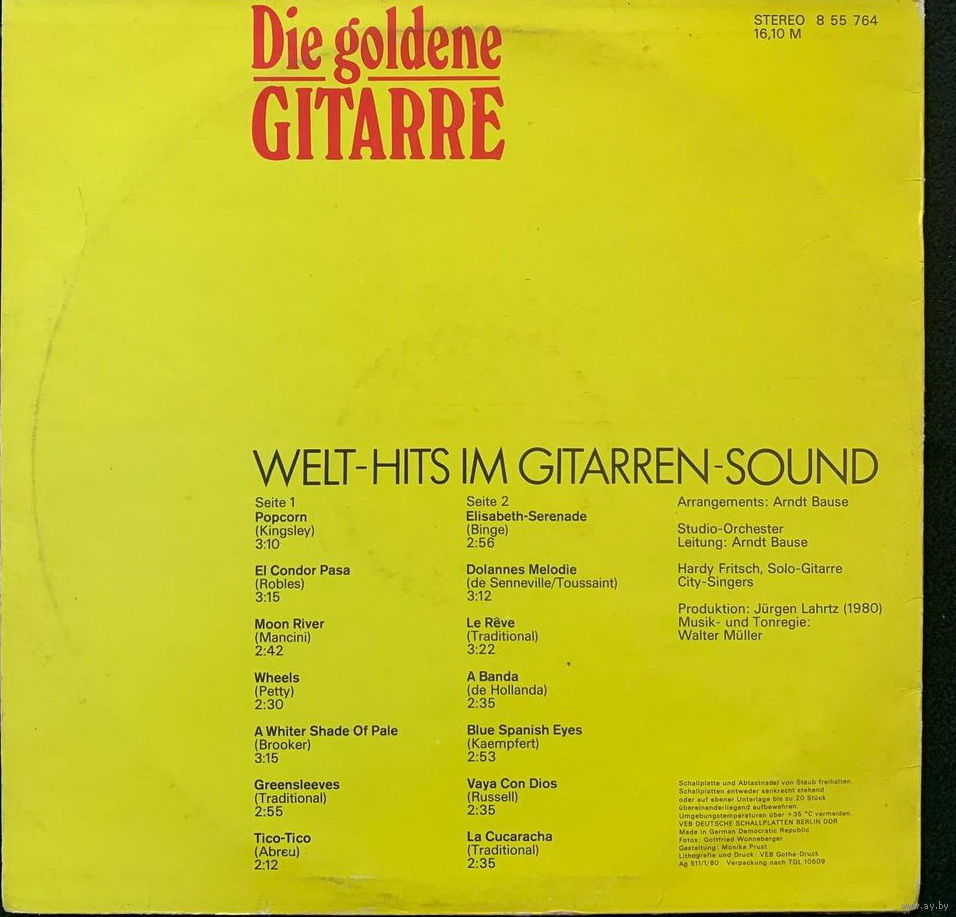 Die goldene
GITARRE
STEREO 8 55 764
16,10 M
WELT-HITS IM GITARREN-SOUND
Seite 1
Popcorn
(Kingsley)
3:10
El Condor Pasa
(Robles)
3:15
Moon River
(Mancini)
2:42
Wheels
(Petty)
2:30
A Whiter Shade Of Pale
(Brooker)
3:15
Greensleeves
(Traditional)
2:55
Tico-Tico
(Abreu)
2:12
Seite 2
Elisabeth-Serenade
(Binge)
2:56
Dolannes Melodie
(de Senneville/Toussaint)
3:12
Le Rêve
(Traditional)
3:22
A Banda
(de Hollanda)
2:35
Blue Spanish Eyes
(Kaempfert)
2:53
Vaya Con Dios
(Russell)
2:35
La Cucaracha
(Traditional)
2:35
Arrangements: Arndt Bause
Studio-Orchester
Leitung: Arndt Bause
Hardy Fritsch, Solo-Gitarre
City-Singers
Produktion: Jürgen Lahrtz (1980)
Musik- und Tonregie:
Walter Müller
Schallplatte und Abtastnadel von Staub freihalten.
Schallplatten entweder senkrecht stehend
oder auf ebener Unterlage bis zu 20 Stück
übereinanderliegend aufbewahren.
Umgebungstemperaturen über +35 °C vermeiden.
VEB DEUTSCHE SCHALLPLATTEN BERLIN DDR
Made in German Democratic Republic
Fotos: Gottfried Wonneberger
Gestaltung: Monika Prust
Lithografie und Druck: VEB Gotha-Druck
Ag 511/1/80 Verpackung nach TGL 10609
www.ay.by